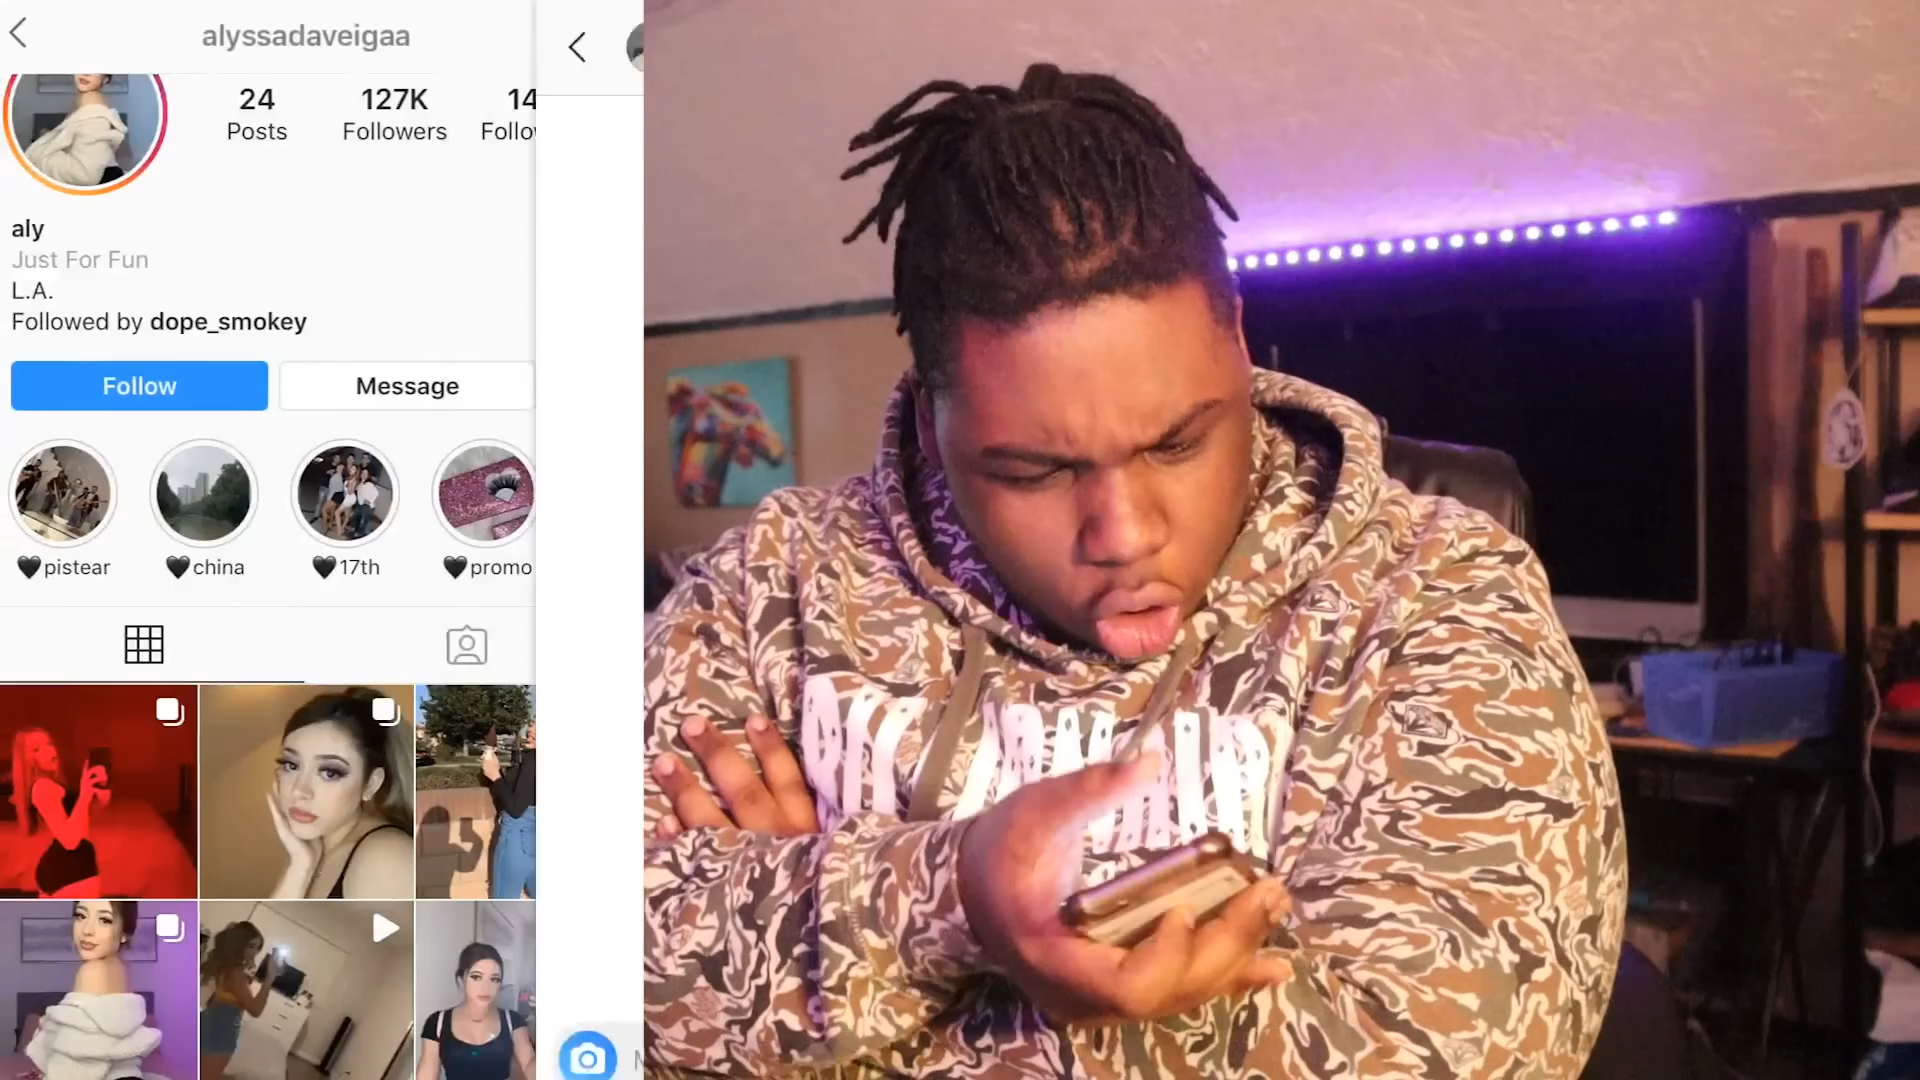 alyssadaveigaa
24
127K
14
Posts
Followers
Follo
aly
Just For Fun
L.A.
Followed by dope_smokey
Follow
Message
🖤pistear
🖤china
🖤17th
🖤promo